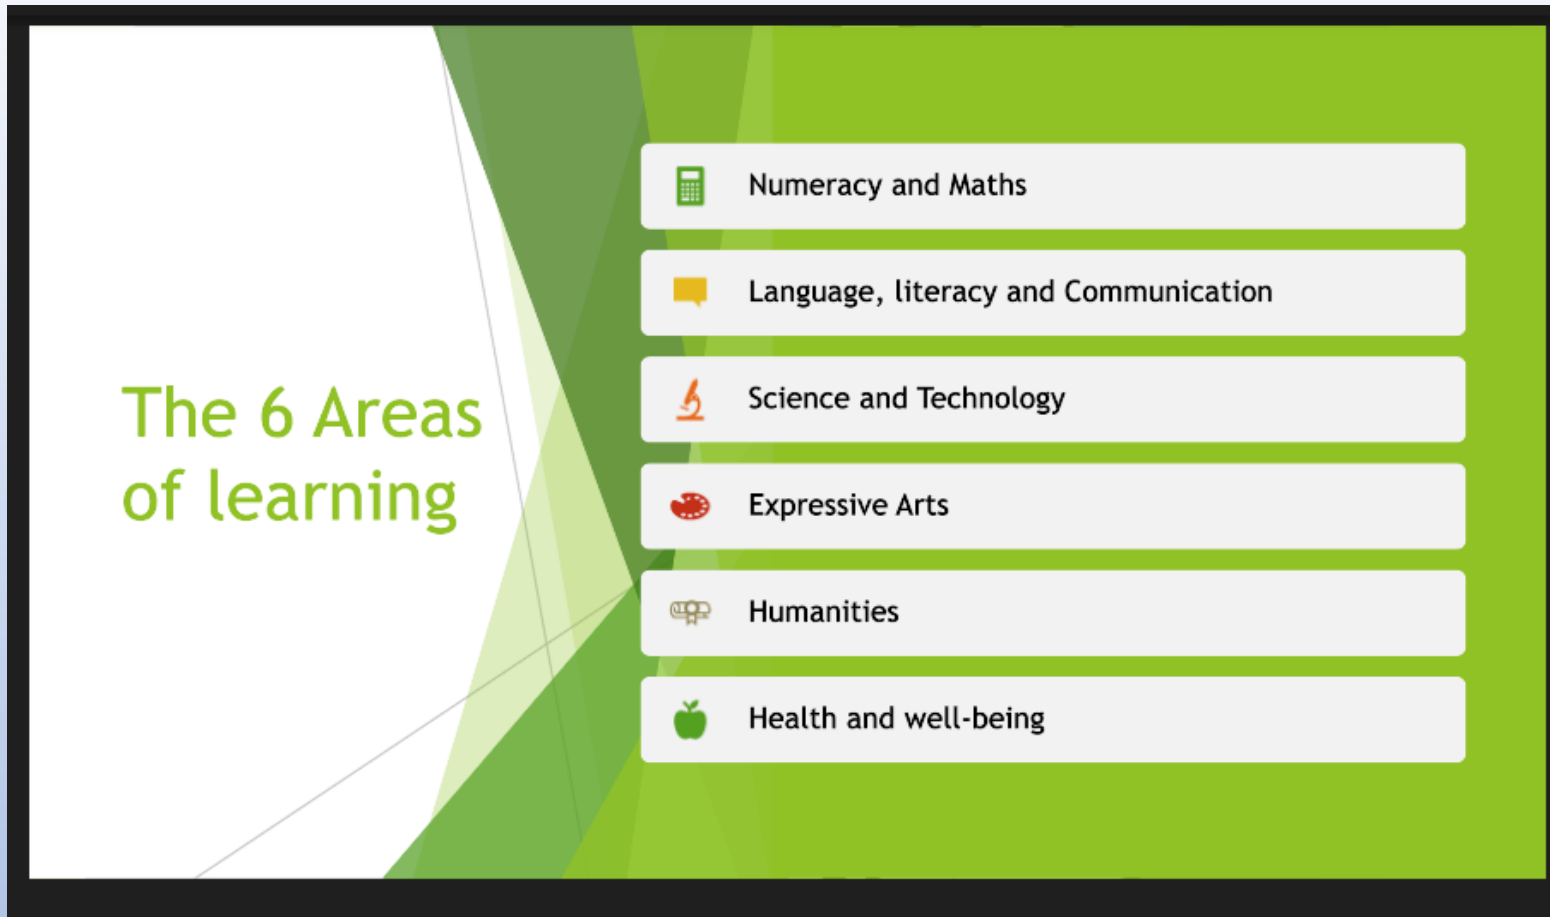 The 6 Areas
of learning
Numeracy and Maths
Language, literacy and Communication
Science and Technology
Expressive Arts
Humanities
Health and well-being